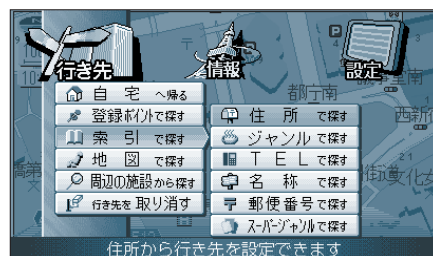 行き先
情報
設定
自 宅 へ帰る
登録ポイントで探す
索 引 で探す
地 図 で探す
周辺の施設から探す
行き先を取り消す
住 所 で探す
ジャンル で探す
T E L で探す
名 称 で探す
郵便番号で探す
スーパージャンルで探す
都庁南
西新
住所から行き先を設定できます